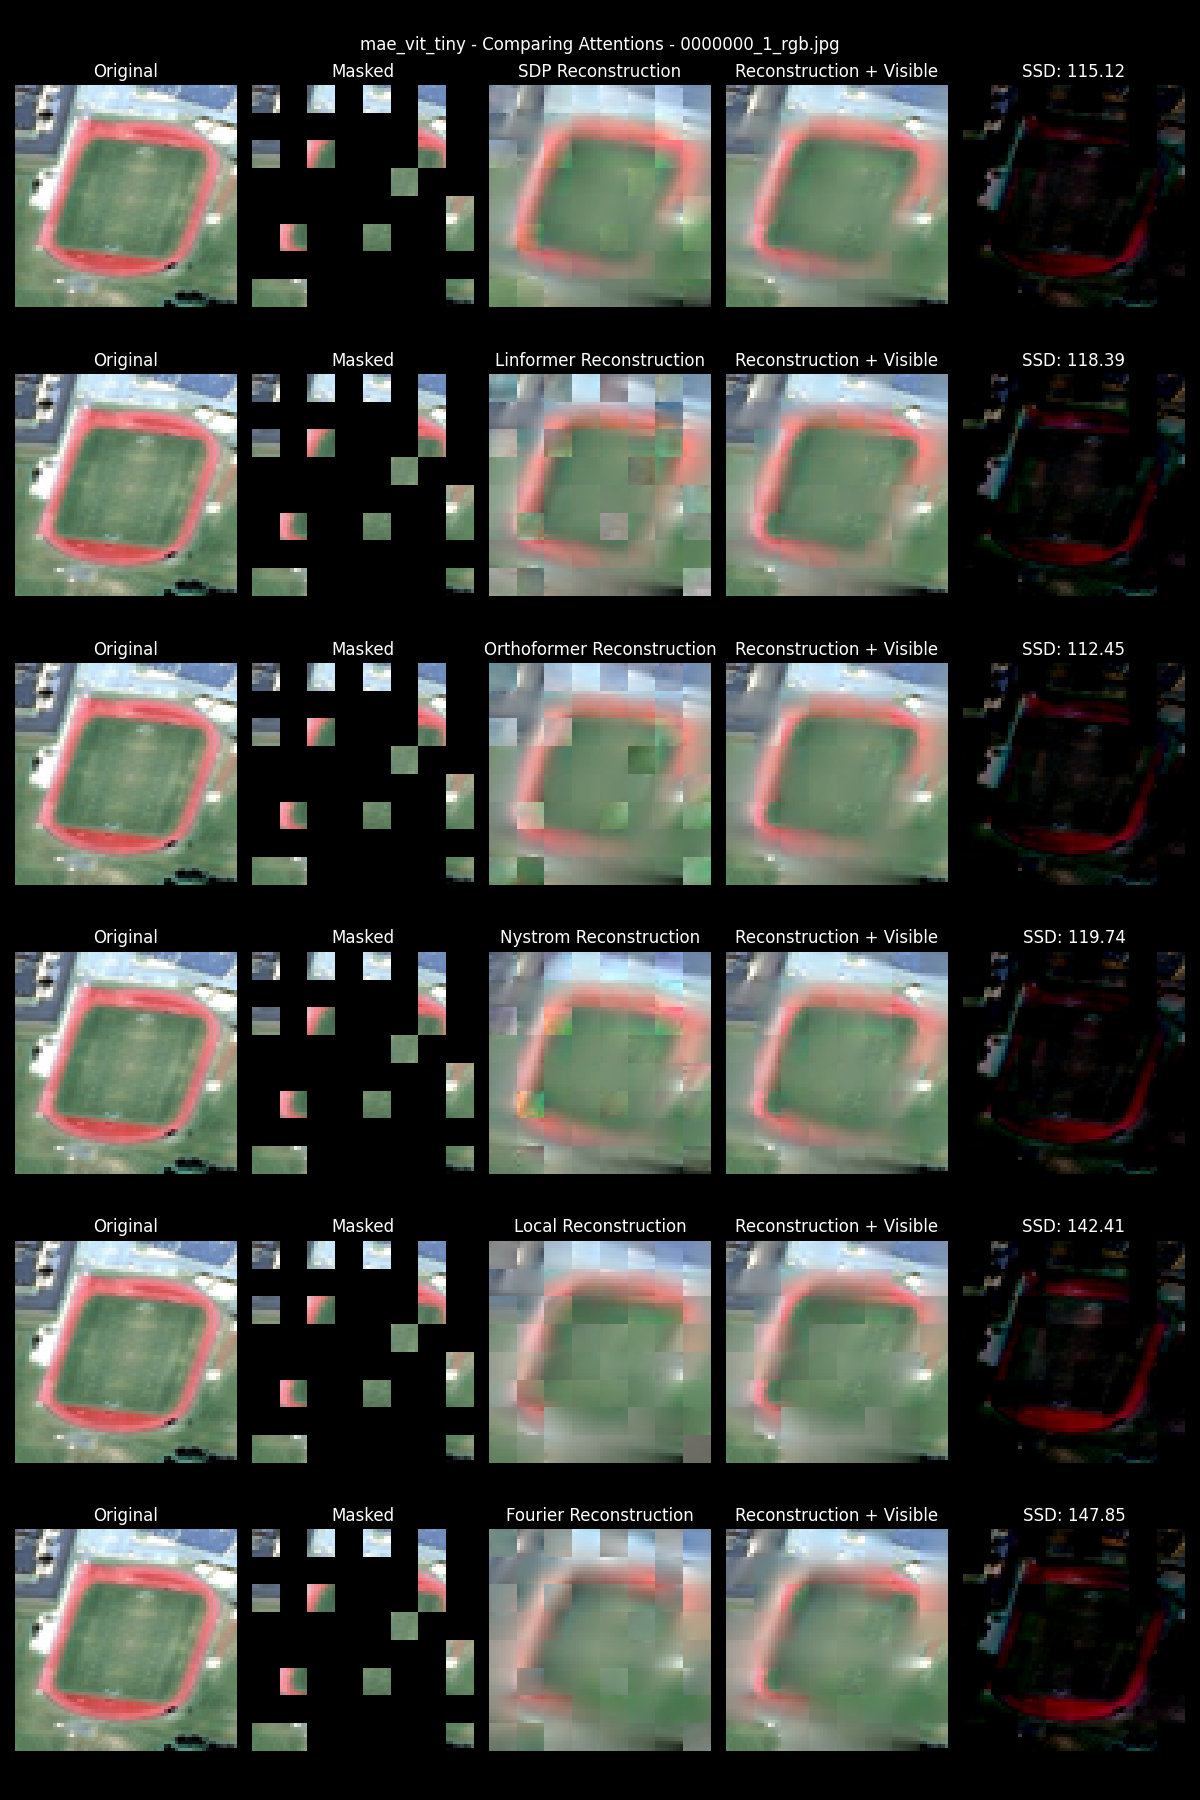 mae_vit_tiny - Comparing Attentions - 0000000_1_rgb.jpg
Original Masked SDP Reconstruction Reconstruction + Visible SSD: 115.12
Original Masked Linformer Reconstruction Reconstruction + Visible SSD: 118.39
Original Masked Orthoformer Reconstruction Reconstruction + Visible SSD: 112.45
Original Masked Nystrom Reconstruction Reconstruction + Visible SSD: 119.74
Original Masked Local Reconstruction Reconstruction + Visible SSD: 142.41
Original Masked Fourier Reconstruction Reconstruction + Visible SSD: 147.85